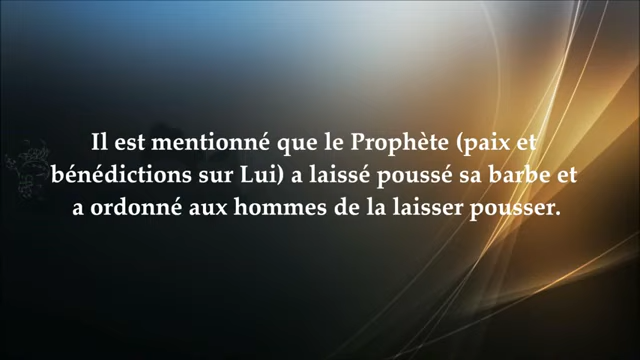 Il est mentionné que le Prophète (paix et
bénédictions sur Lui) a laissé poussé sa barbe et
a ordonné aux hommes de la laisser pousser.